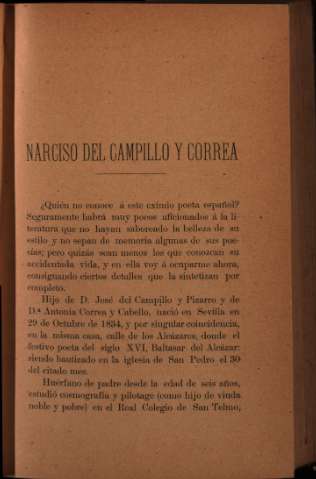 NARCISO DEL CAMPILLO Y CORREA
¿Quién no conoce á este eximio poeta español?
Seguramente habrá muy pocos aficionados á la li-
teratura que no hayan saboreado la belleza de su
estilo y no sepan de memoria algunas de sus poe-
sías; pero quizás sean menos los que conozcan su
accidentada vida, y en ella voy á ocuparme ahora,
consignando ciertos detalles que la sintetizan por
completo.
Hijo de D. José del Campillo y Pizarro y de
D.ª Antonia Correa y Cabello, nació en Sevilla en
29 de Octubre de 1834, y por singular coincidencia,
en la misma casa, calle de los Alcázares, donde el
festivo poeta del siglo XVI, Baltasar del Alcázar;
siendo bautizado en la iglesia de San Pedro el 30
del citado mes.
Huérfano de padre desde la edad de seis años,
estudió cosmografía y pilotage (como hijo de viuda
noble y pobre) en el Real Colegio de San Telmo,